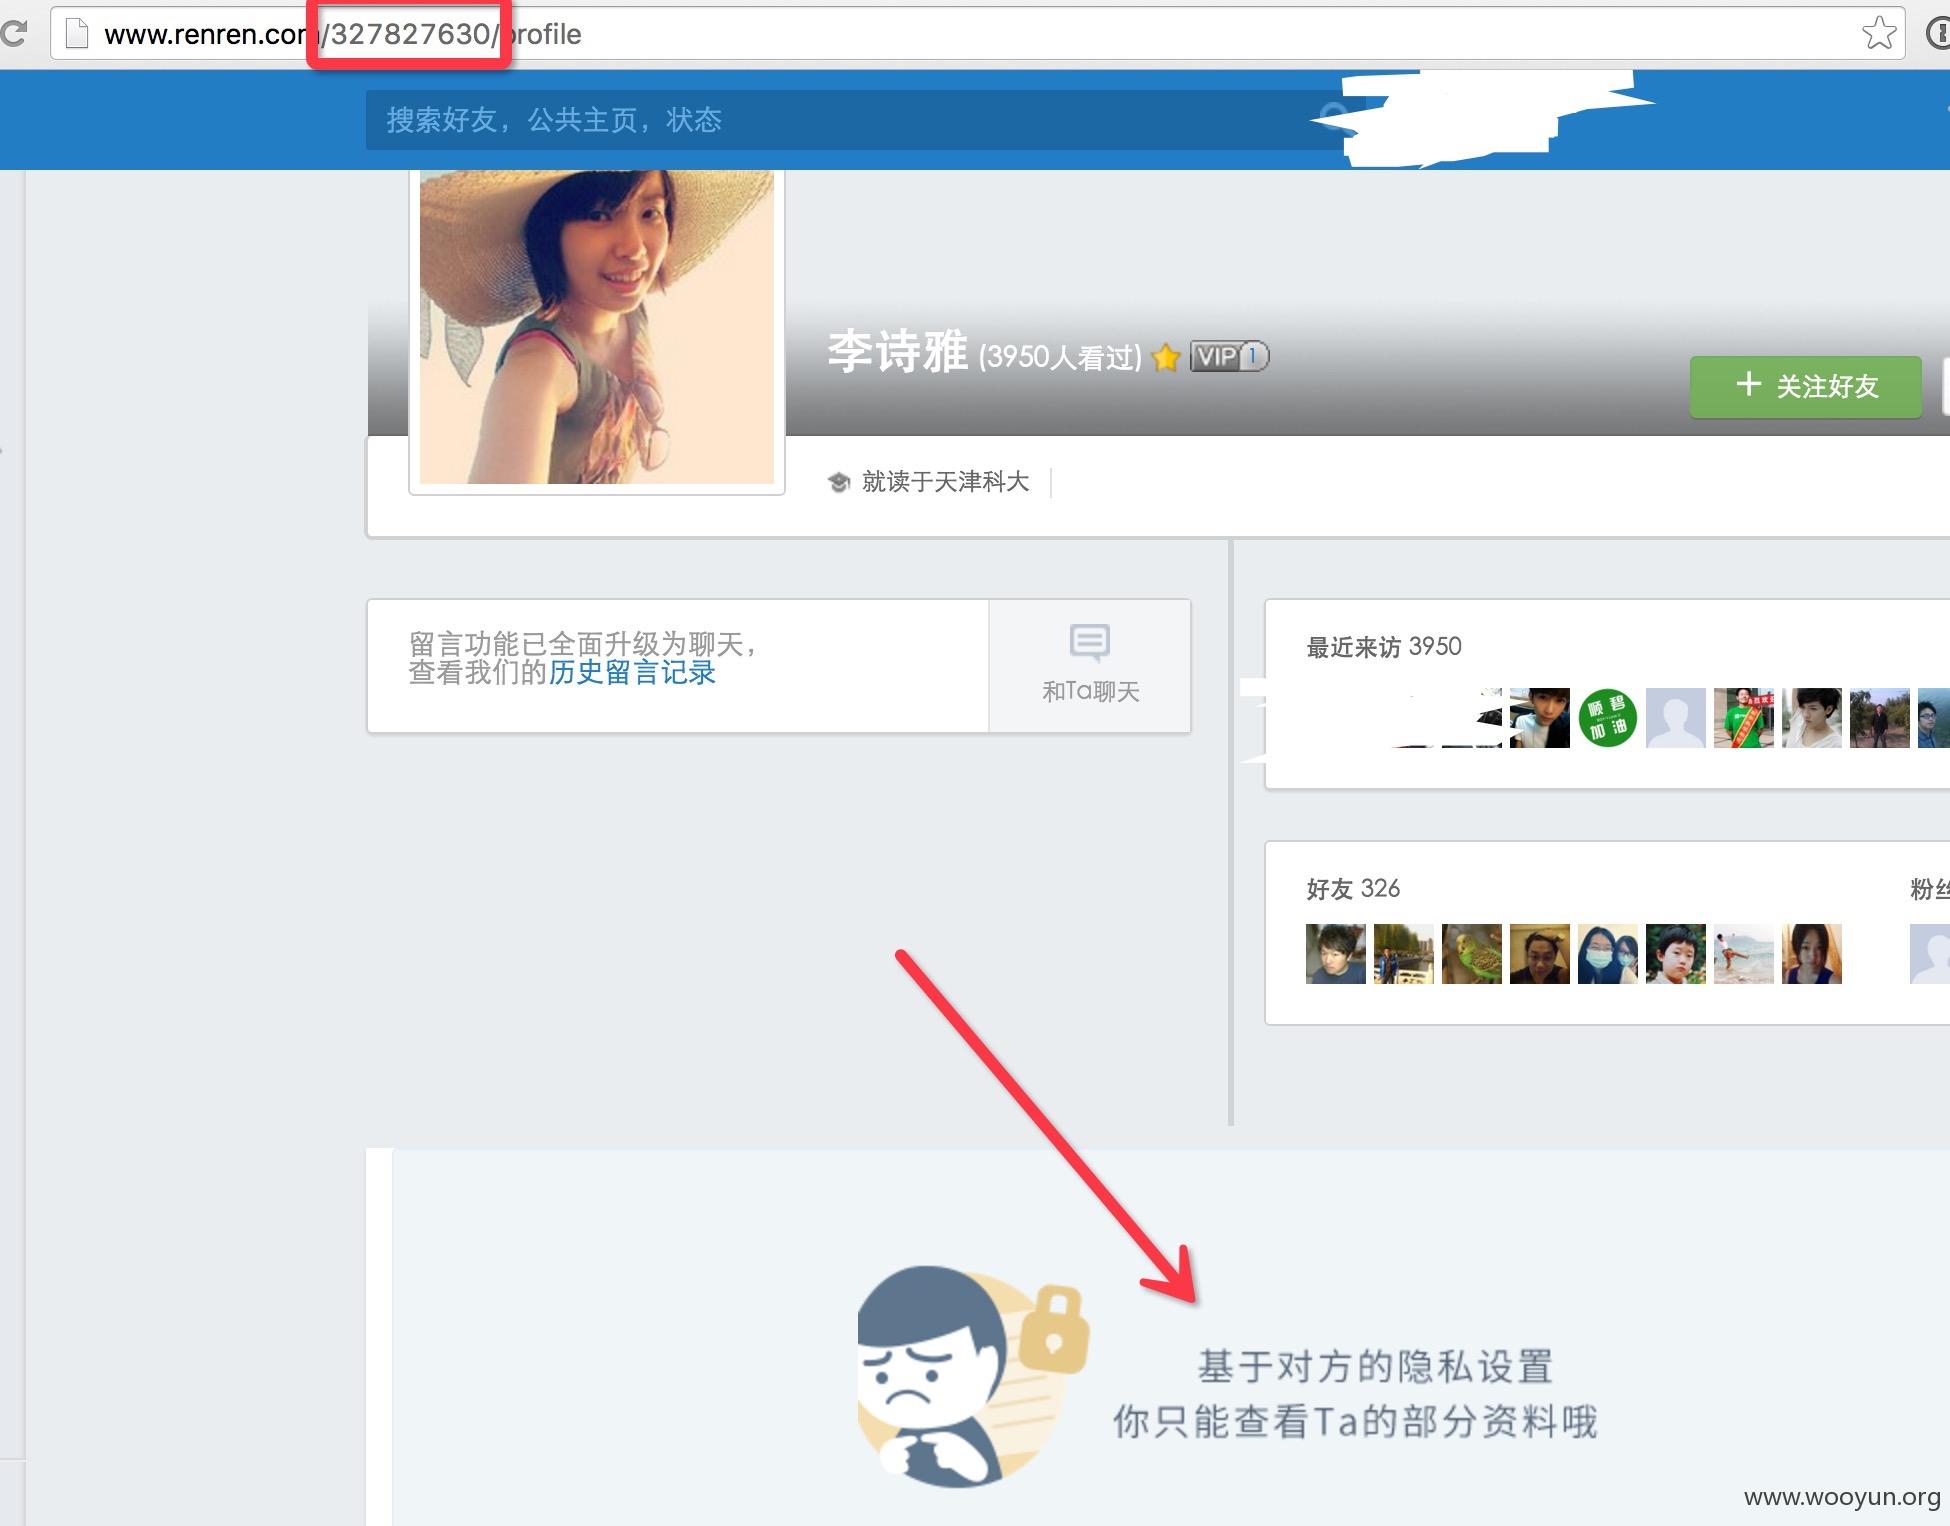 www.renren.com/327827630/profile
搜索好友，公共主页，状态
李诗雅 (3950人看过) VIP 1
+ 关注好友
就读于天津科大
留言功能已全面升级为聊天，
查看我们的历史留言记录
和Ta聊天
最近来访 3950
顺碧
加油
好友 326
粉丝
基于对方的隐私设置
你只能查看Ta的部分资料哦
www.wooyun.org